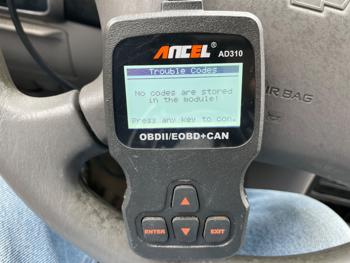 ANCEL®
AD310
Trouble Codes
No codes are stored
in the module!
Press any key to con.
OBDII/EOBD+CAN
ENTER
EXIT
AIRBAG